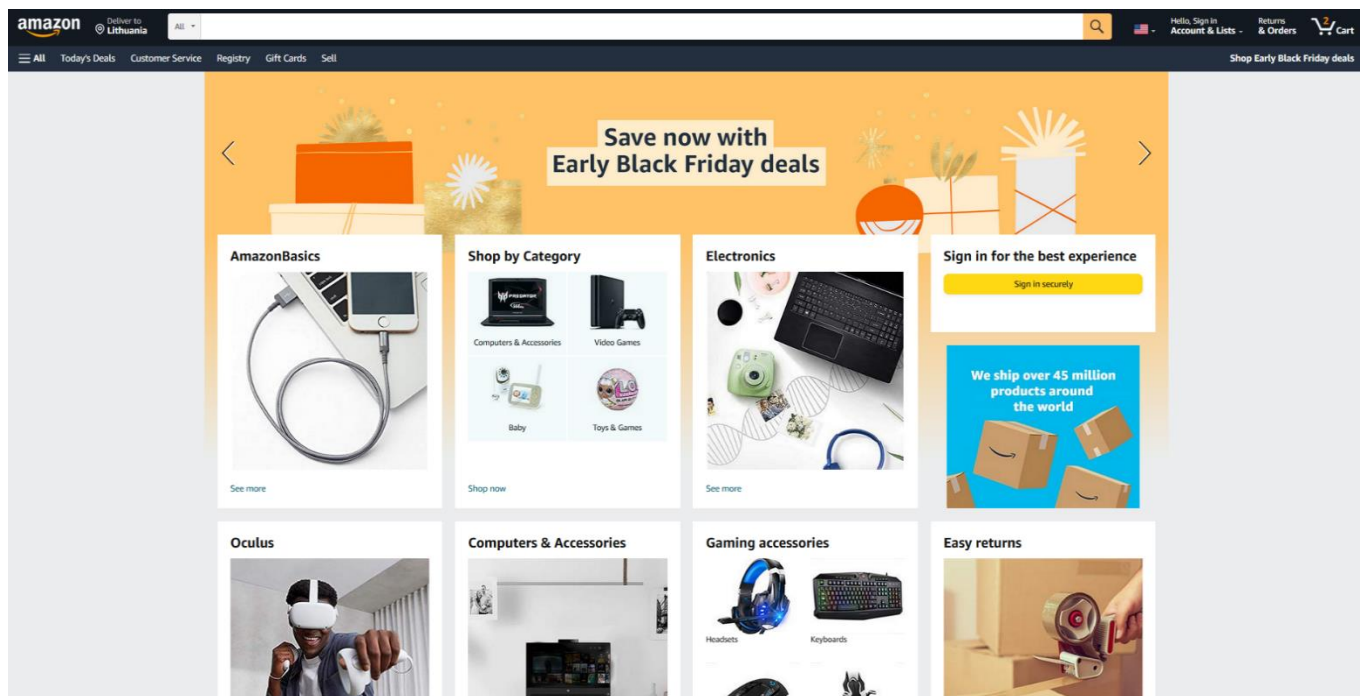 amazon
Deliver to
Lithuania
All
Hello, Sign in
Account & Lists
Returns
& Orders
2
Cart
All
Today's Deals
Customer Service
Registry
Gift Cards
Sell
Shop Early Black Friday deals
Save now with
Early Black Friday deals
AmazonBasics
See more
Shop by Category
PREDATOR
Computers & Accessories
Video Games
Baby
Toys & Games
Shop now
Electronics
See more
Sign in for the best experience
Sign in securely
We ship over 45 million
products around
the world
Oculus
Computers & Accessories
Gaming accessories
Headsets
Keyboards
Easy returns